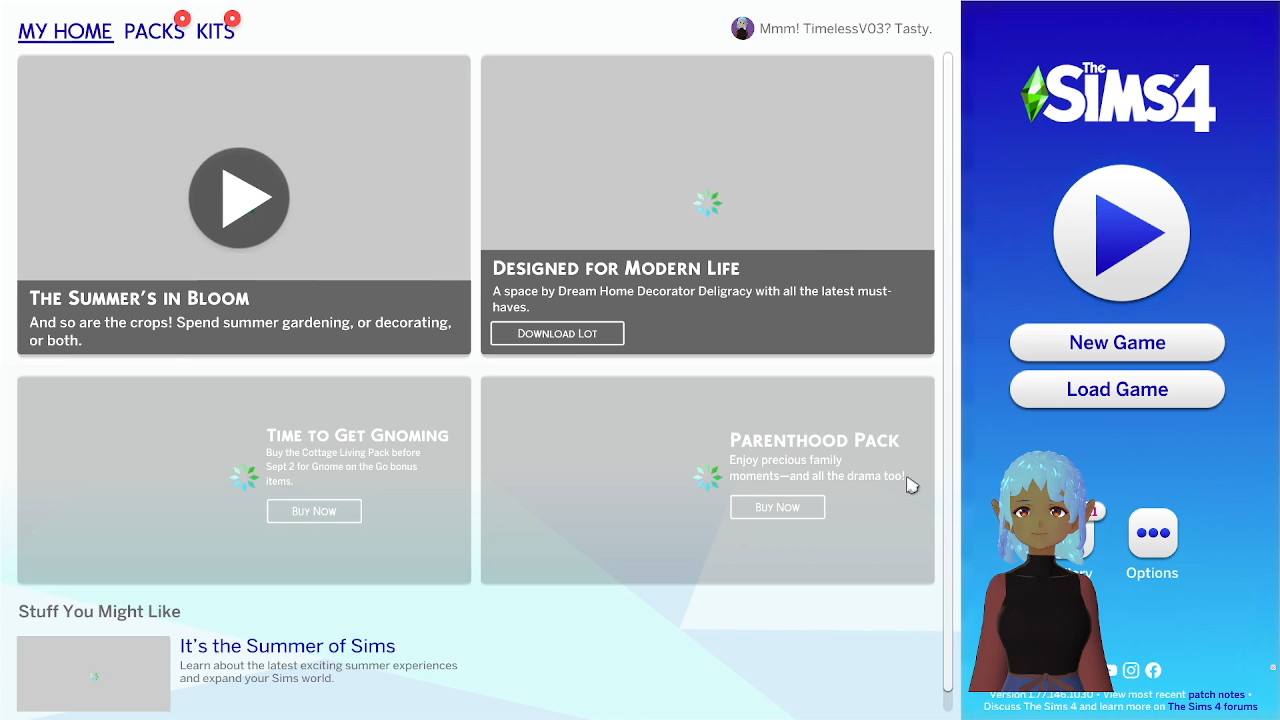 MY HOME PACKS KITS
Mmm! TimelessV03? Tasty.
The Sims 4
THE SUMMER'S IN BLOOM
And so are the crops! Spend summer gardening, or decorating,
or both.
DESIGNED FOR MODERN LIFE
A space by Dream Home Decorator Deligracy with all the latest must-
haves.
DOWNLOAD LOT
New Game
Load Game
TIME TO GET GNOMING
Buy the Cottage Living Pack before
Sept 2 for Gnome on the Go bonus
items.
BUY NOW
PARENTHOOD PACK
Enjoy precious family
moments—and all the drama too!
BUY NOW
Options
Stuff You Might Like
It's the Summer of Sims
Learn about the latest exciting summer experiences
and expand your Sims world.
Version 1.77.146.1030 • View most recent patch notes •
Discuss The Sims 4 and learn more on The Sims 4 forums